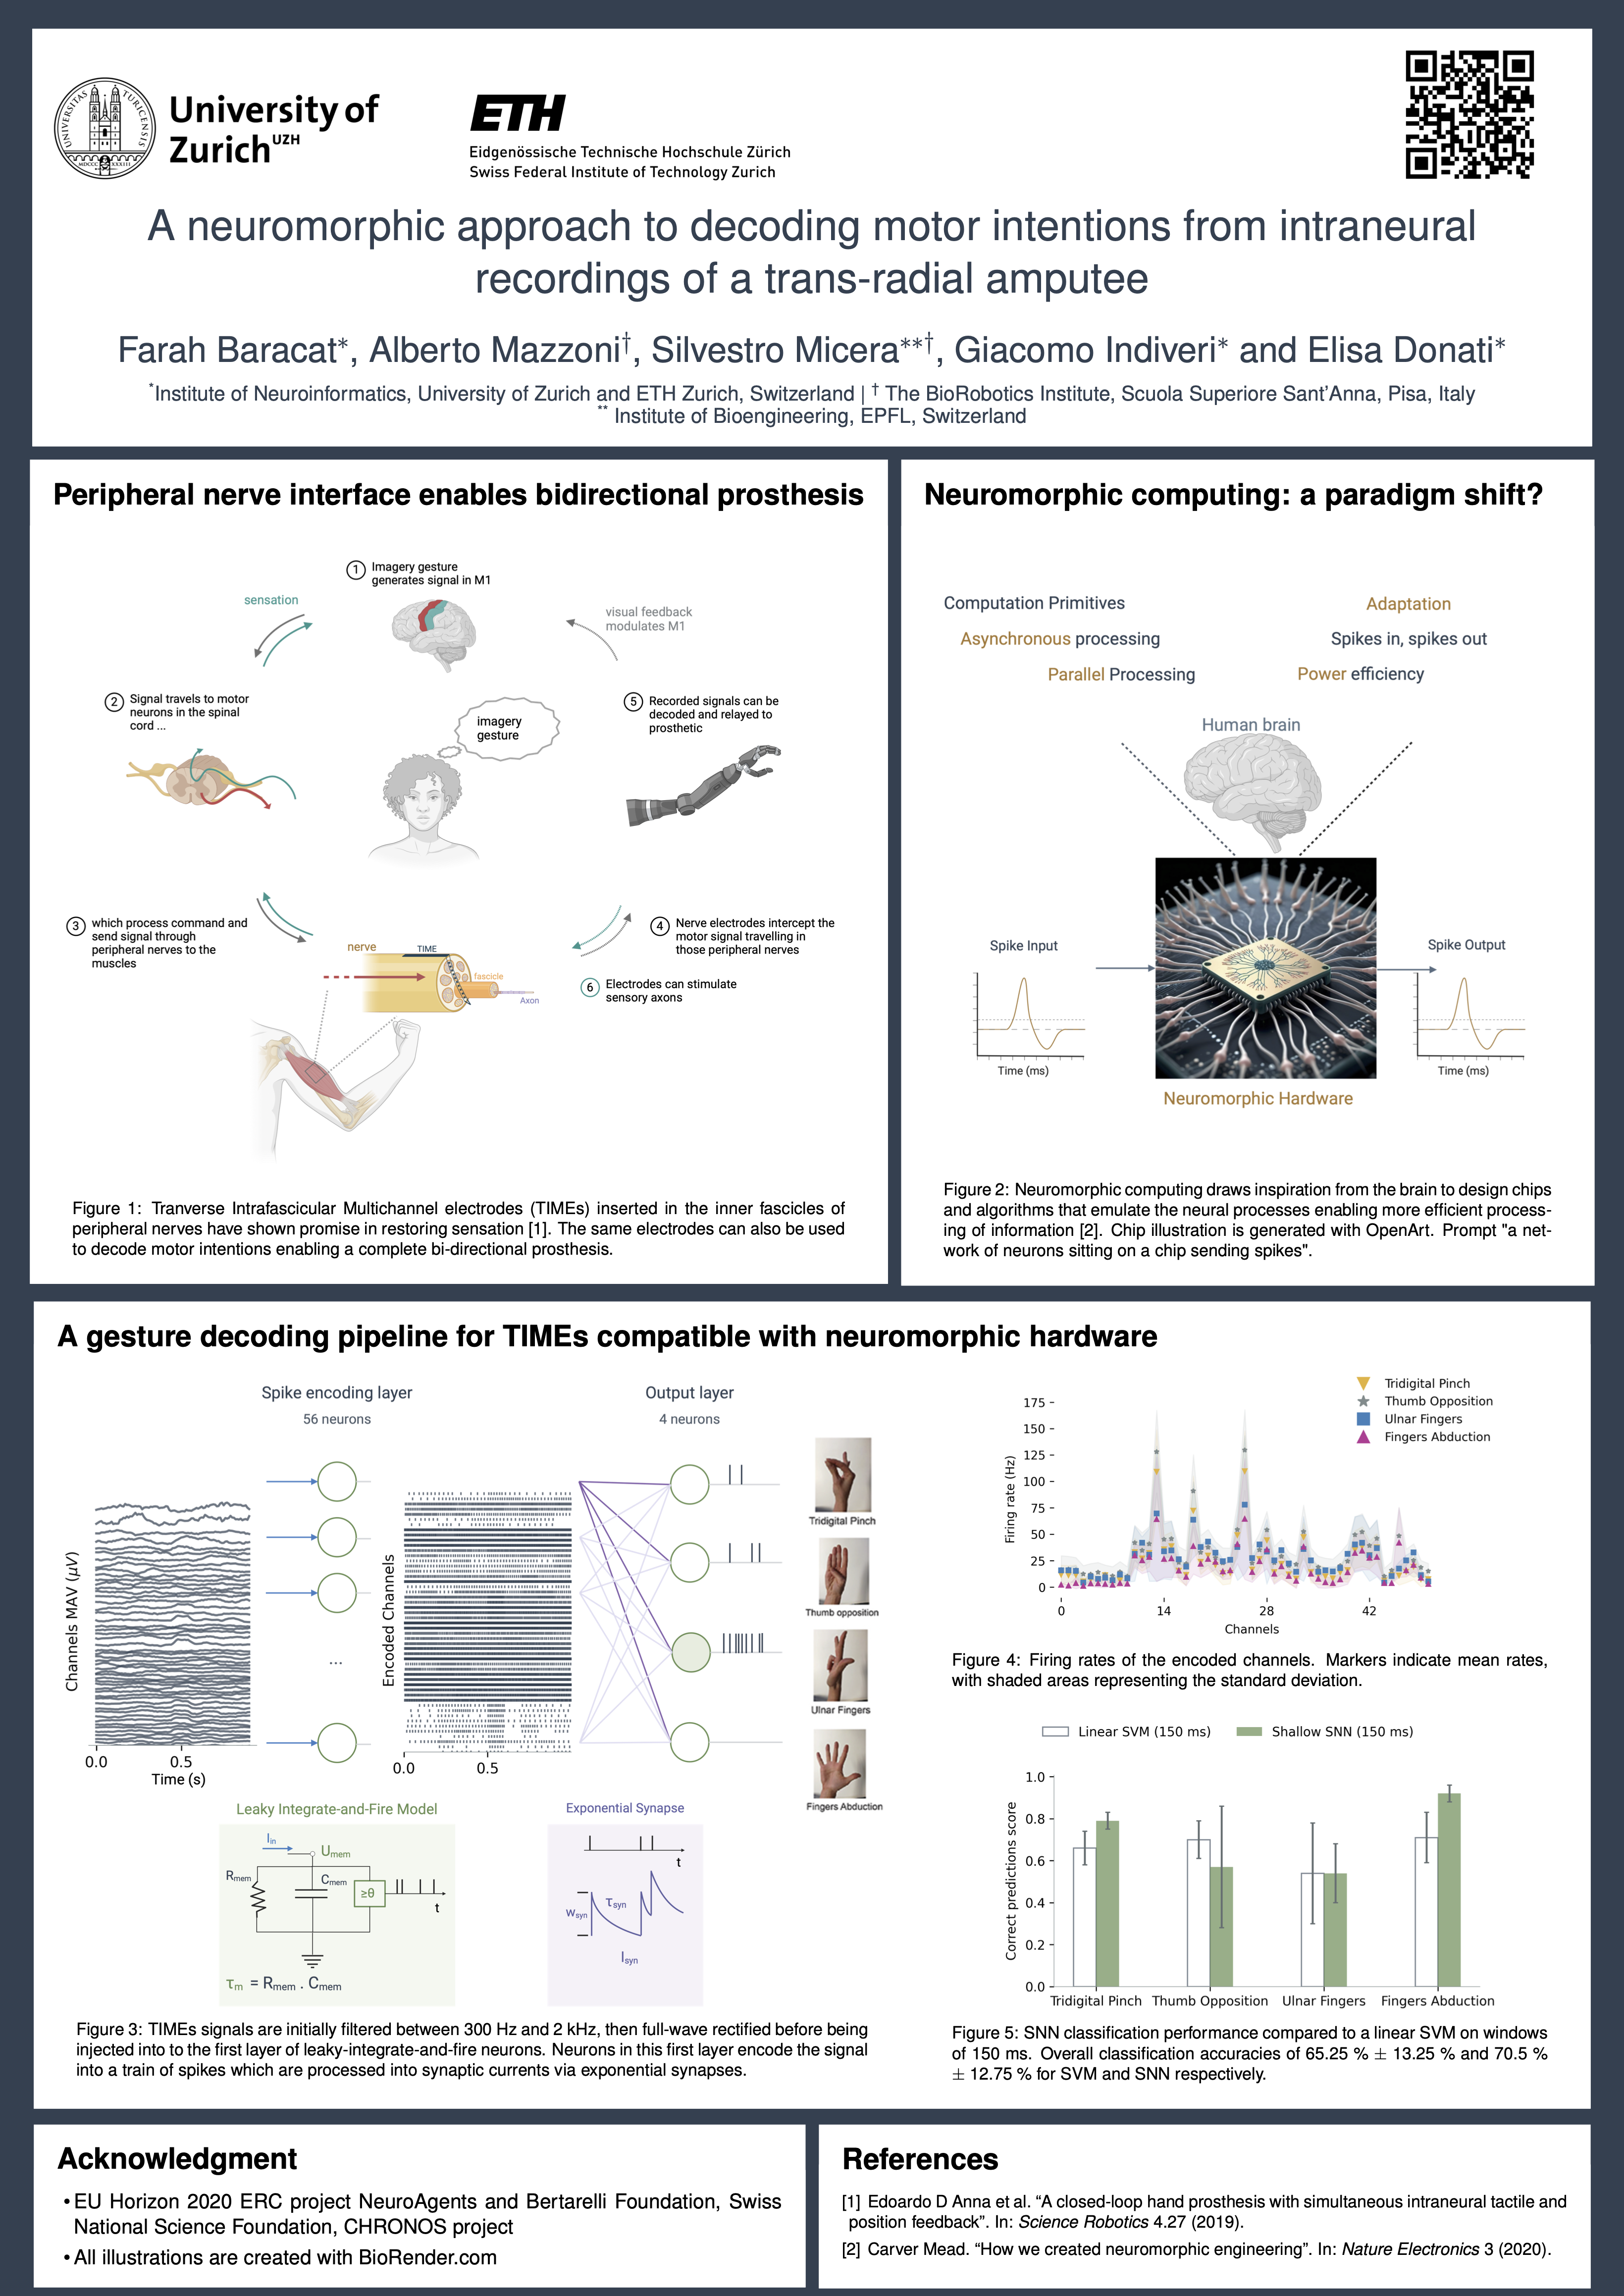 UNIVERSITAS TURICENSIS
MDCCC XXXIII
University of
Zurich UZH
ETH
Eidgenössische Technische Hochschule Zürich
Swiss Federal Institute of Technology Zurich
A neuromorphic approach to decoding motor intentions from intraneural
recordings of a trans-radial amputee
Farah Baracat*, Alberto Mazzoni†, Silvestro Micera**†, Giacomo Indiveri* and Elisa Donati*
*Institute of Neuroinformatics, University of Zurich and ETH Zurich, Switzerland | † The BioRobotics Institute, Scuola Superiore Sant'Anna, Pisa, Italy
** Institute of Bioengineering, EPFL, Switzerland
Peripheral nerve interface enables bidirectional prosthesis
1 Imagery gesture
generates signal in M1
sensation
visual feedback
modulates M1
2 Signal travels to motor
neurons in the spinal
cord ...
imagery
gesture
5 Recorded signals can be
decoded and relayed to
prosthetic
3 which process command and
send signal through
peripheral nerves to the
muscles
nerve
TIME
fascicle
Axon
4 Nerve electrodes intercept the
motor signal travelling in
those peripheral nerves
6 Electrodes can stimulate
sensory axons
Figure 1: Tranverse Intrafascicular Multichannel electrodes (TIMEs) inserted in the inner fascicles of
peripheral nerves have shown promise in restoring sensation [1]. The same electrodes can also be used
to decode motor intentions enabling a complete bi-directional prosthesis.
Neuromorphic computing: a paradigm shift?
Computation Primitives
Adaptation
Asynchronous processing
Spikes in, spikes out
Parallel Processing
Power efficiency
Human brain
Spike Input
Time (ms)
Spike Output
Time (ms)
Neuromorphic Hardware
Figure 2: Neuromorphic computing draws inspiration from the brain to design chips
and algorithms that emulate the neural processes enabling more efficient process-
ing of information [2]. Chip illustration is generated with OpenArt. Prompt "a net-
work of neurons sitting on a chip sending spikes".
A gesture decoding pipeline for TIMEs compatible with neuromorphic hardware
Spike encoding layer
56 neurons
Output layer
4 neurons
Channels MAV (μV)
0.0
0.5
Time (s)
...
Encoded Channels
0.0
0.5
Tridigital Pinch
Thumb opposition
Ulnar Fingers
Fingers Abduction
Leaky Integrate-and-Fire Model
Iin
Umem
Rmem
Cmem
≥θ
t
τm = Rmem . Cmem
Exponential Synapse
t
wsyn
τsyn
Isyn
Figure 3: TIMEs signals are initially filtered between 300 Hz and 2 kHz, then full-wave rectified before being
injected into to the first layer of leaky-integrate-and-fire neurons. Neurons in this first layer encode the signal
into a train of spikes which are processed into synaptic currents via exponential synapses.
Tridigital Pinch
Thumb Opposition
Ulnar Fingers
Fingers Abduction
Firing rate (Hz)
175
150
125
100
75
50
25
0
0
14
28
42
Channels
Figure 4: Firing rates of the encoded channels. Markers indicate mean rates,
with shaded areas representing the standard deviation.
Linear SVM (150 ms)
Shallow SNN (150 ms)
Correct predictions score
1.0
0.8
0.6
0.4
0.2
0.0
Tridigital Pinch
Thumb Opposition
Ulnar Fingers
Fingers Abduction
Figure 5: SNN classification performance compared to a linear SVM on windows
of 150 ms. Overall classification accuracies of 65.25 % ± 13.25 % and 70.5 %
± 12.75 % for SVM and SNN respectively.
Acknowledgment
• EU Horizon 2020 ERC project NeuroAgents and Bertarelli Foundation, Swiss
National Science Foundation, CHRONOS project
• All illustrations are created with BioRender.com
References
[1] Edoardo D Anna et al. “A closed-loop hand prosthesis with simultaneous intraneural tactile and
position feedback”. In: Science Robotics 4.27 (2019).
[2] Carver Mead. “How we created neuromorphic engineering”. In: Nature Electronics 3 (2020).